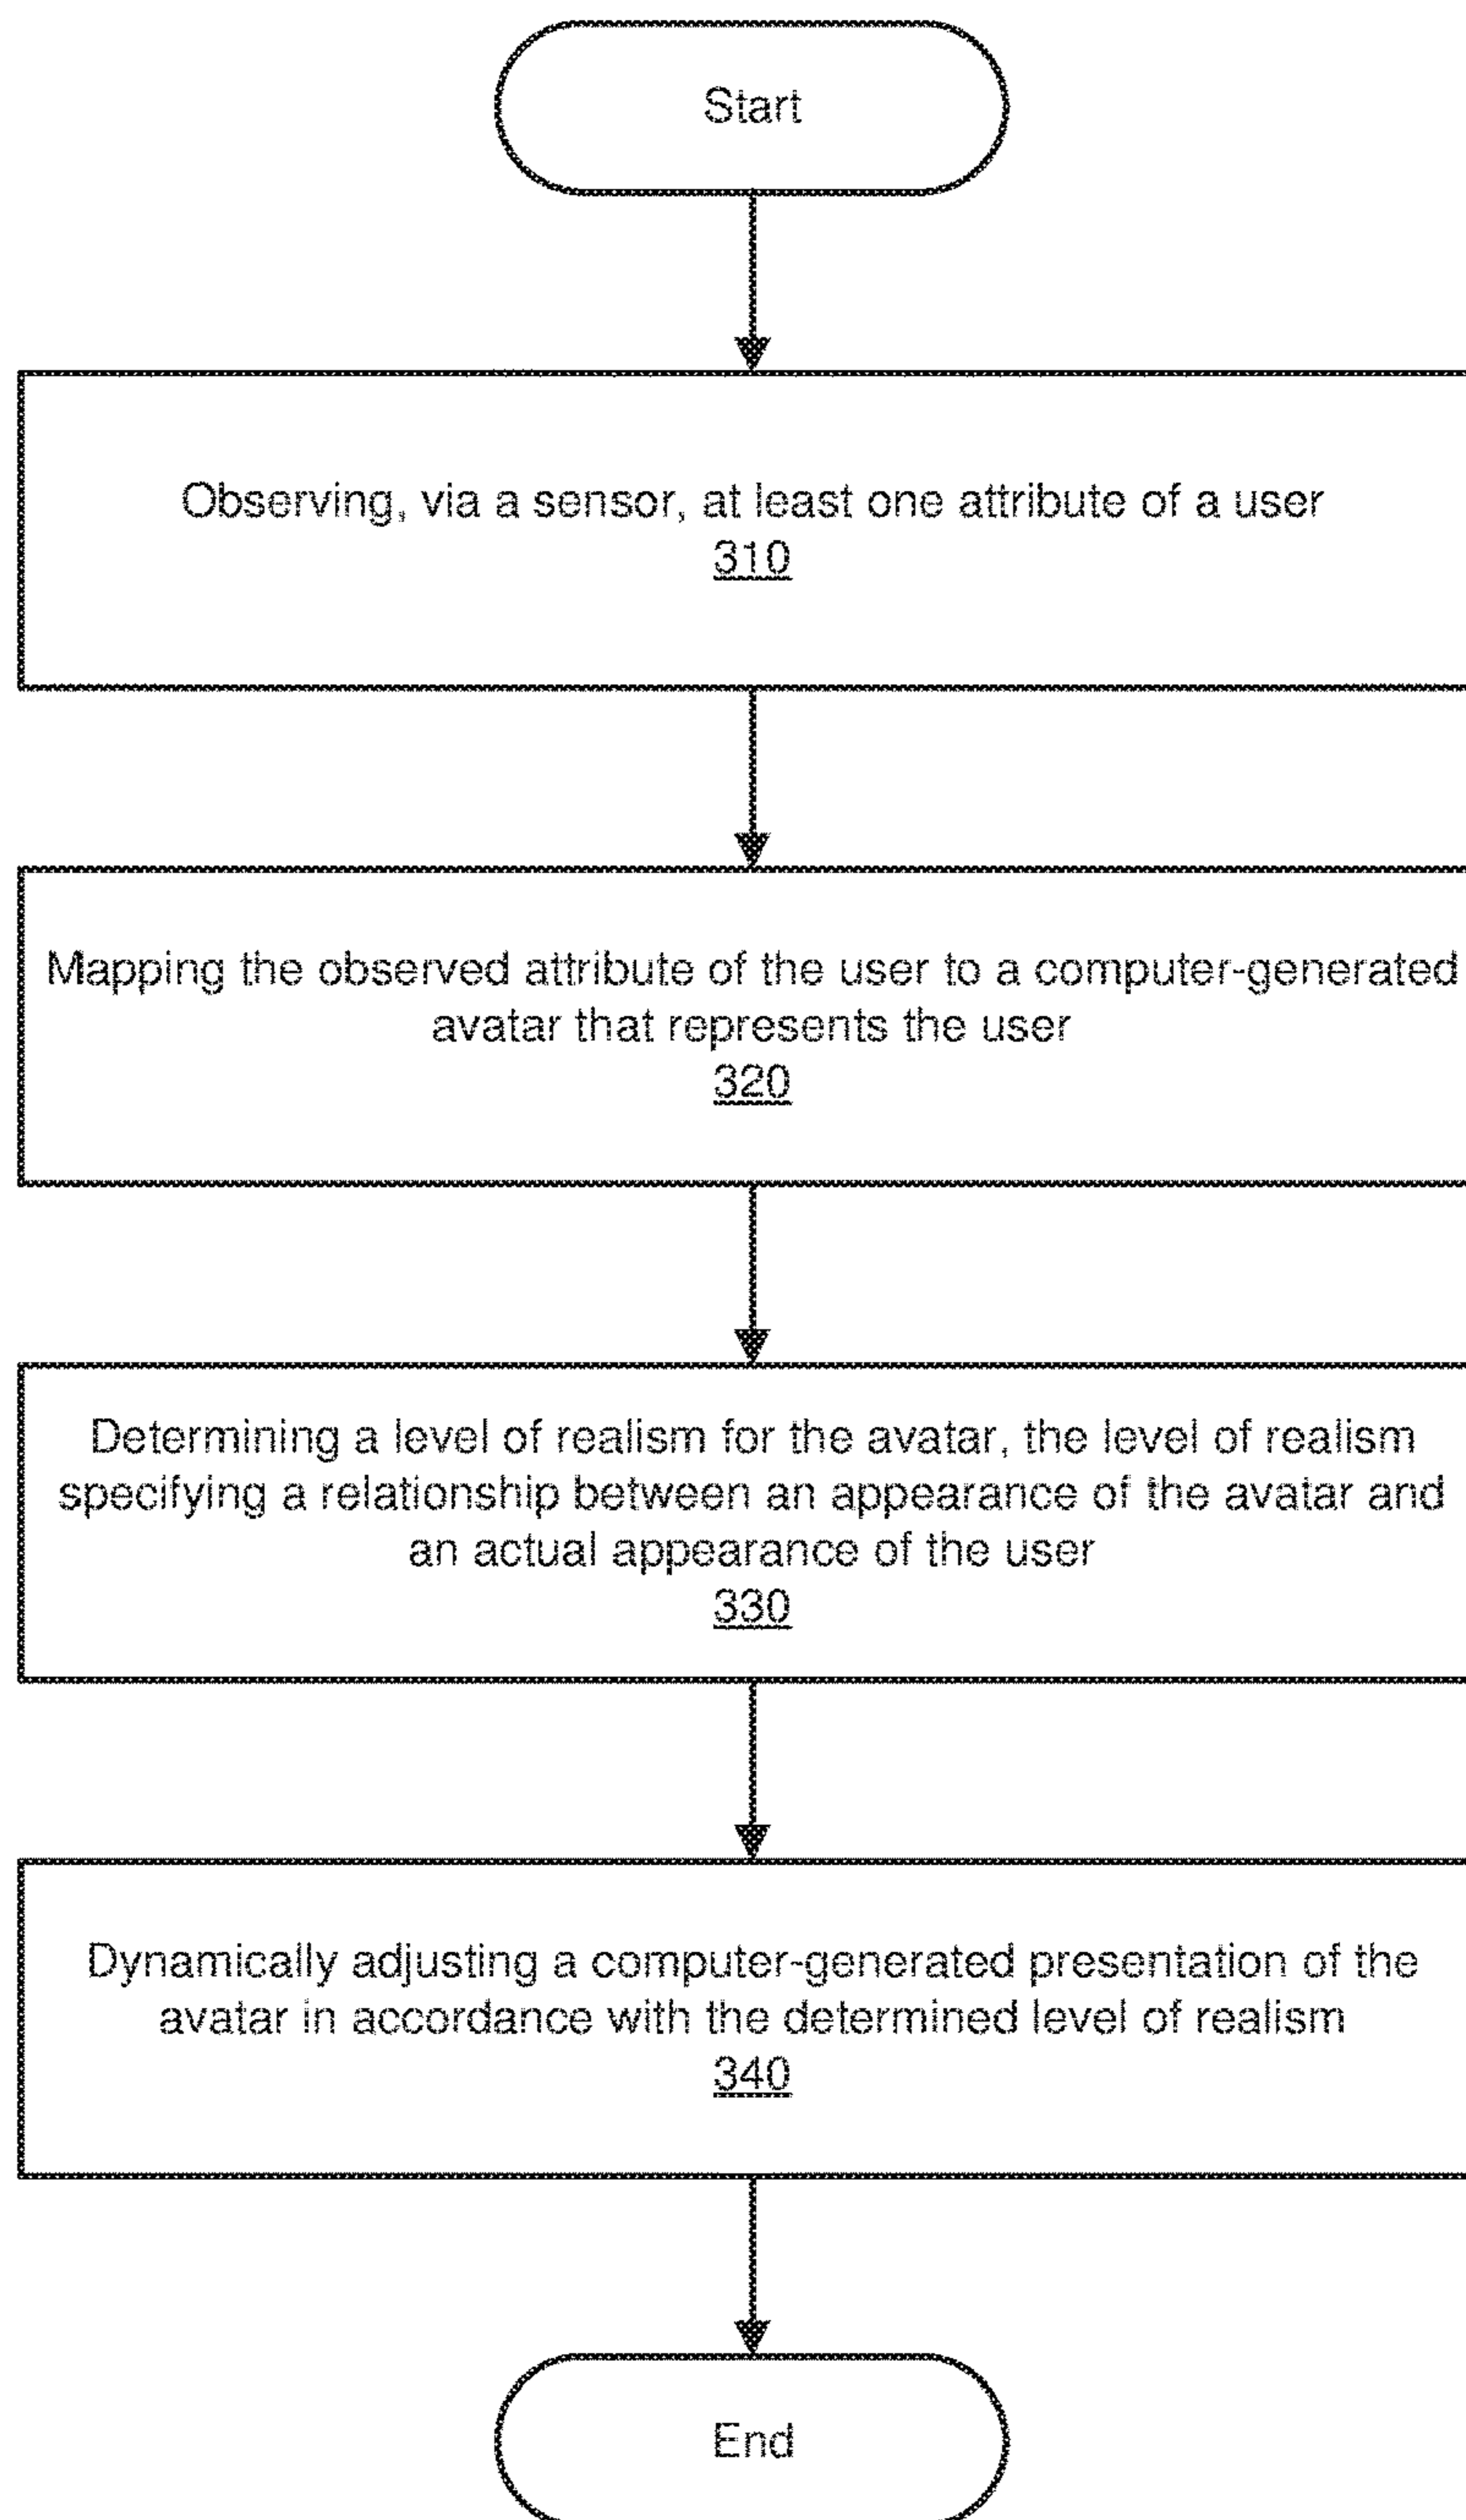 Start
Observing, via a sensor, at least one attribute of a user
310
Mapping the observed attribute of the user to a computer-generated
avatar that represents the user
320
Determining a level of realism for the avatar, the level of realism
specifying a relationship between an appearance of the avatar and
an actual appearance of the user
330
Dynamically adjusting a computer-generated presentation of the
avatar in accordance with the determined level of realism
340
End